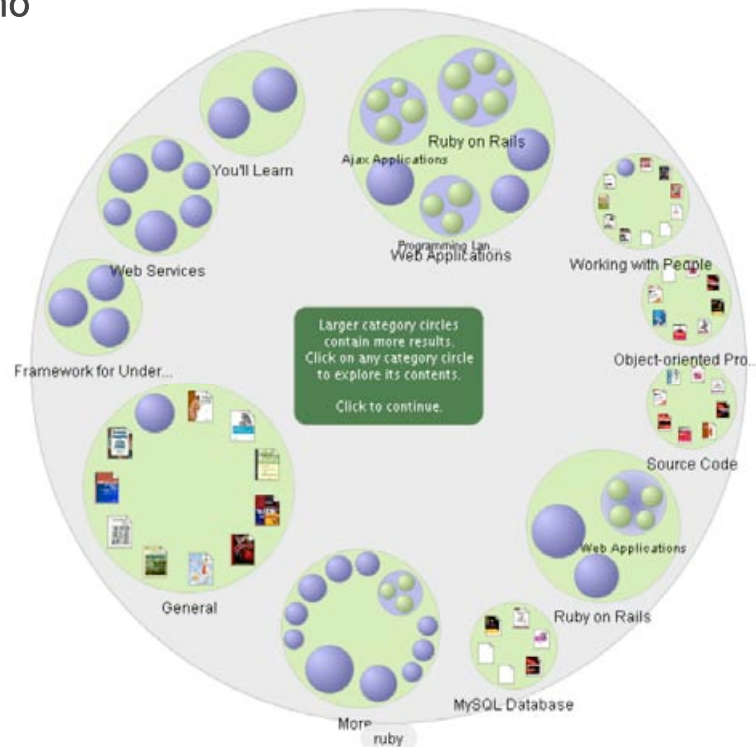 You'll Learn
Ruby on Rails
Ajax Applications
Programming Lan...
Web Applications
Web Services
Working with People
Framework for Under...
Larger category circles
contain more results.
Click on any category circle
to explore its contents.
Click to continue.
Object-oriented Pro...
Source Code
Web Applications
General
Ruby on Rails
MySQL Database
More
ruby